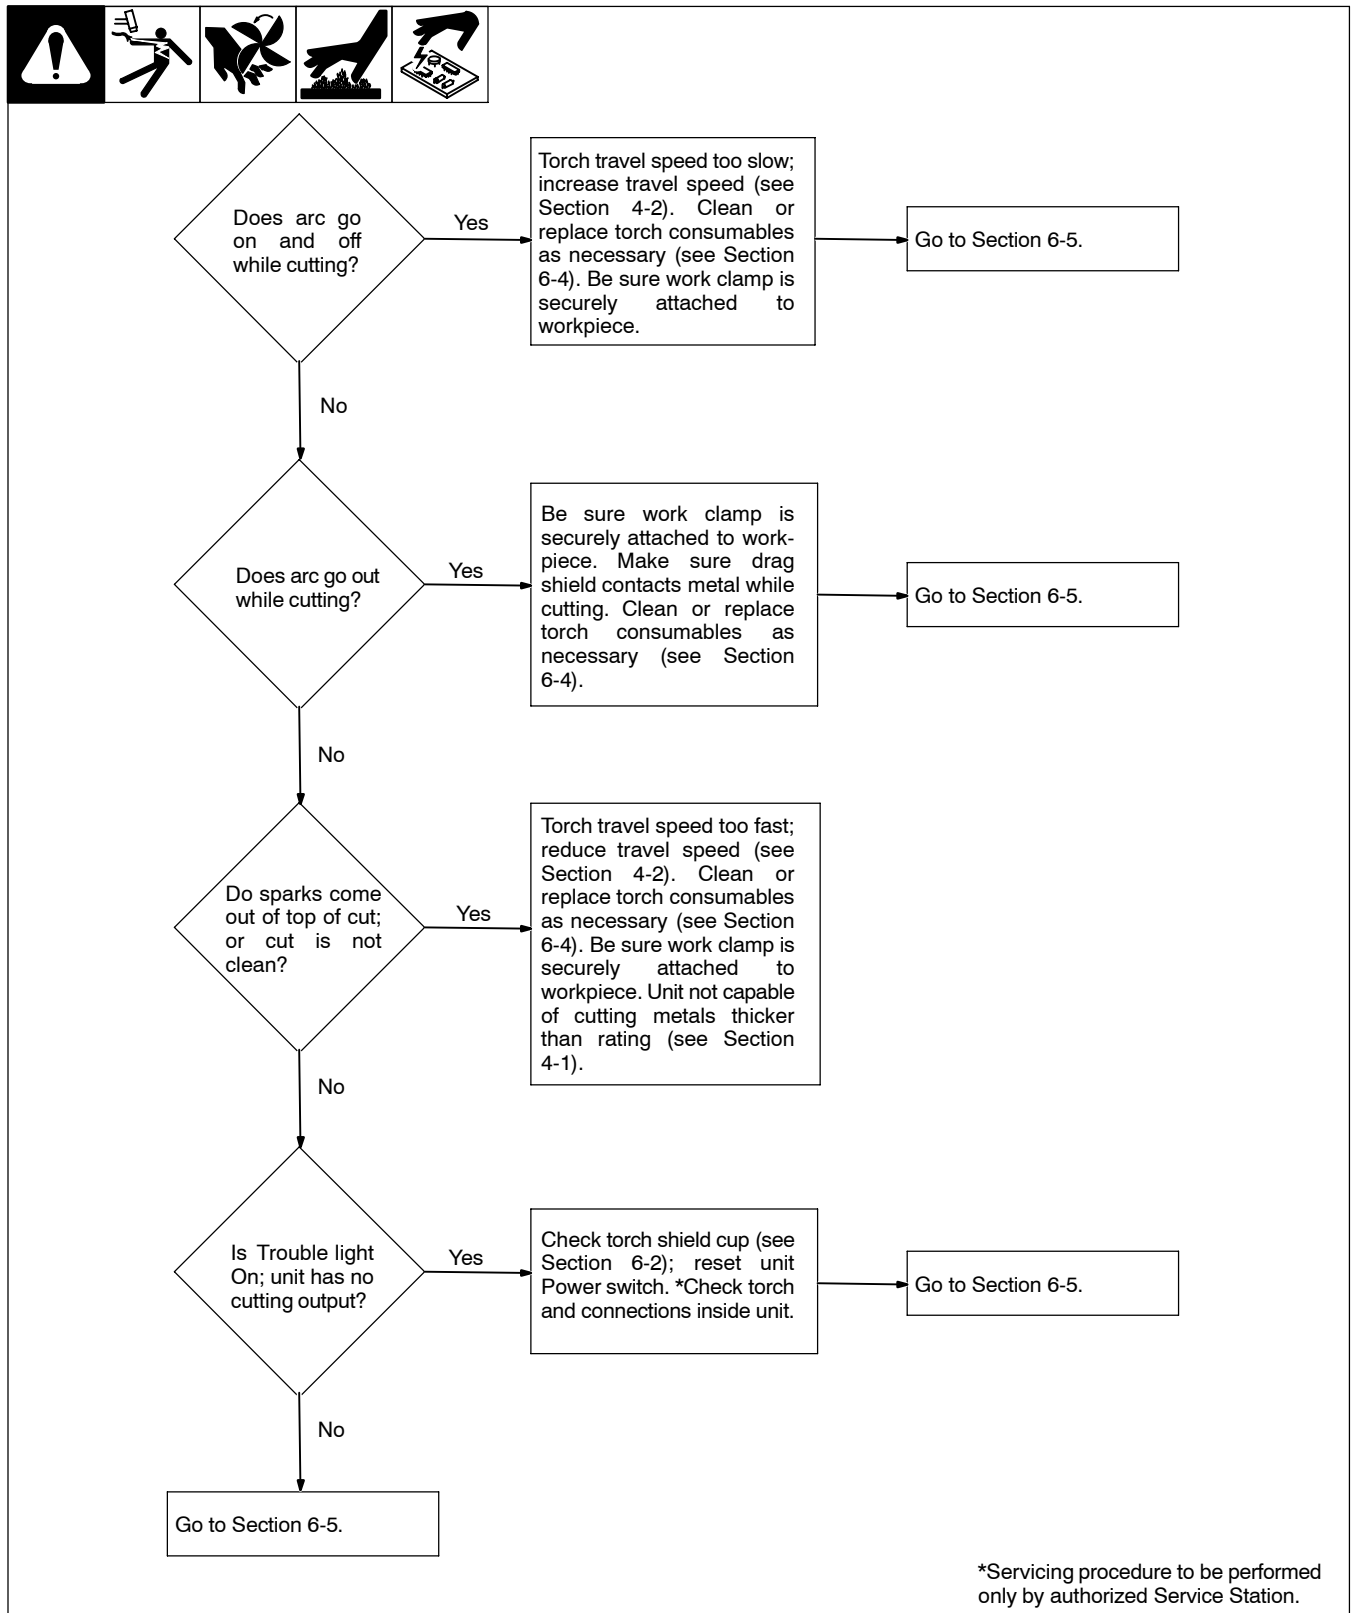 Does arc go
on and off
while cutting?
Yes
Torch travel speed too slow;
increase travel speed (see
Section 4-2). Clean or
replace torch consumables
as necessary (see Section
6-4). Be sure work clamp is
securely attached to
workpiece.
Go to Section 6-5.
No
Does arc go out
while cutting?
Yes
Be sure work clamp is
securely attached to work-
piece. Make sure drag
shield contacts metal while
cutting. Clean or replace
torch consumables as
necessary (see Section
6-4).
Go to Section 6-5.
No
Do sparks come
out of top of cut;
or cut is not
clean?
Yes
Torch travel speed too fast;
reduce travel speed (see
Section 4-2). Clean or
replace torch consumables
as necessary (see Section
6-4). Be sure work clamp is
securely attached to
workpiece. Unit not capable
of cutting metals thicker
than rating (see Section
4-1).
No
Is Trouble light
On; unit has no
cutting output?
Yes
Check torch shield cup (see
Section 6-2); reset unit
Power switch. *Check torch
and connections inside unit.
Go to Section 6-5.
No
Go to Section 6-5.
*Servicing procedure to be performed
only by authorized Service Station.